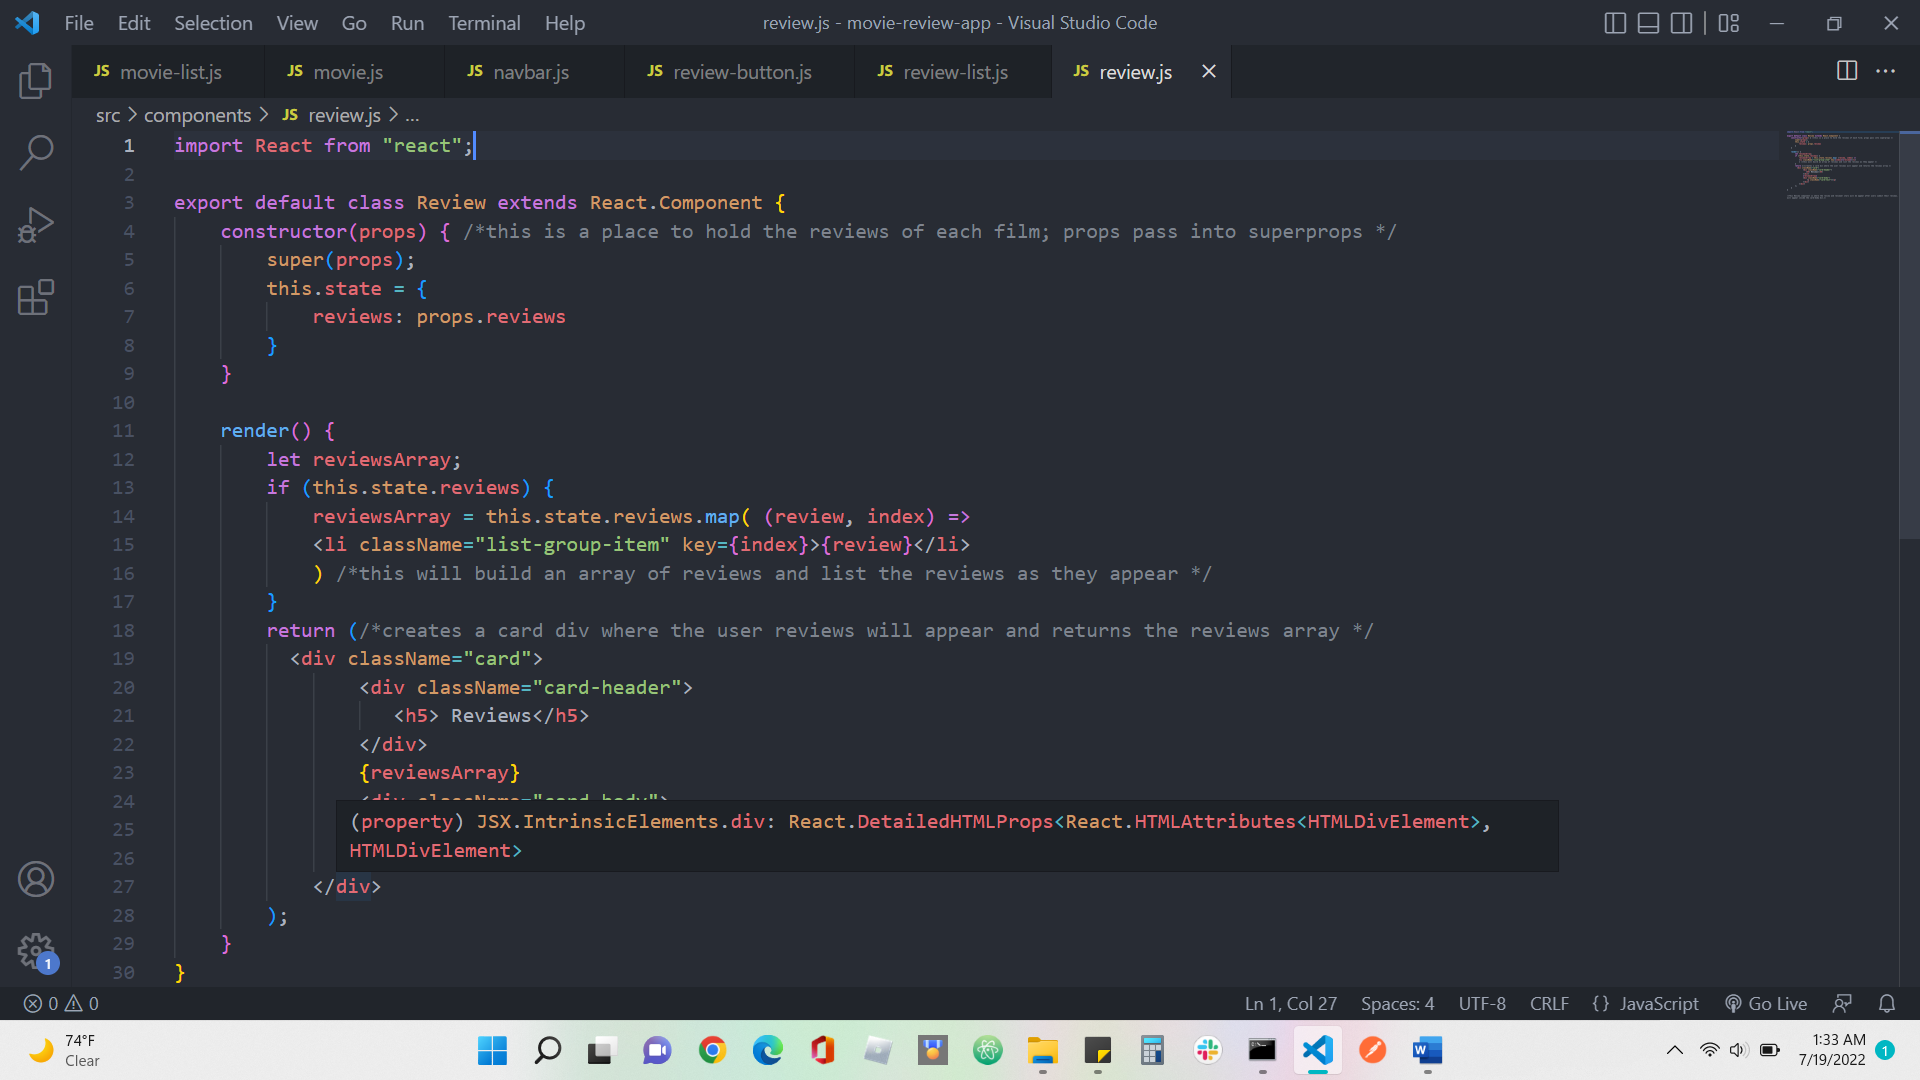 File Edit Selection View Go Run Terminal Help review.js - movie-review-app - Visual Studio Code
JS movie-list.js JS movie.js JS navbar.js JS review-button.js JS review-list.js JS review.js
src > components > JS review.js > ...
1 import React from "react";
2
3 export default class Review extends React.Component {
4 constructor(props) { /*this is a place to hold the reviews of each film; props pass into superprops */
5 super(props);
6 this.state = {
7 reviews: props.reviews
8 }
9 }
10
11 render() {
12 let reviewsArray;
13 if (this.state.reviews) {
14 reviewsArray = this.state.reviews.map( (review, index) =>
15 <li className="list-group-item" key={index}>{review}</li>
16 ) /*this will build an array of reviews and list the reviews as they appear */
17 }
18 return (/*creates a card div where the user reviews will appear and returns the reviews array */
19 <div className="card">
20 <div className="card-header">
21 <h5> Reviews</h5>
22 </div>
23 {reviewsArray}
24 <div className="card-body">
(property) JSX.IntrinsicElements.div: React.DetailedHTMLProps<React.HTMLAttributes<HTMLDivElement>,
25
HTMLDivElement>
26
27 </div>
28 );
29 }
30 }
1
0 0 Ln 1, Col 27 Spaces: 4 UTF-8 CRLF {} JavaScript Go Live
74°F
Clear
1:33 AM
7/19/2022
1